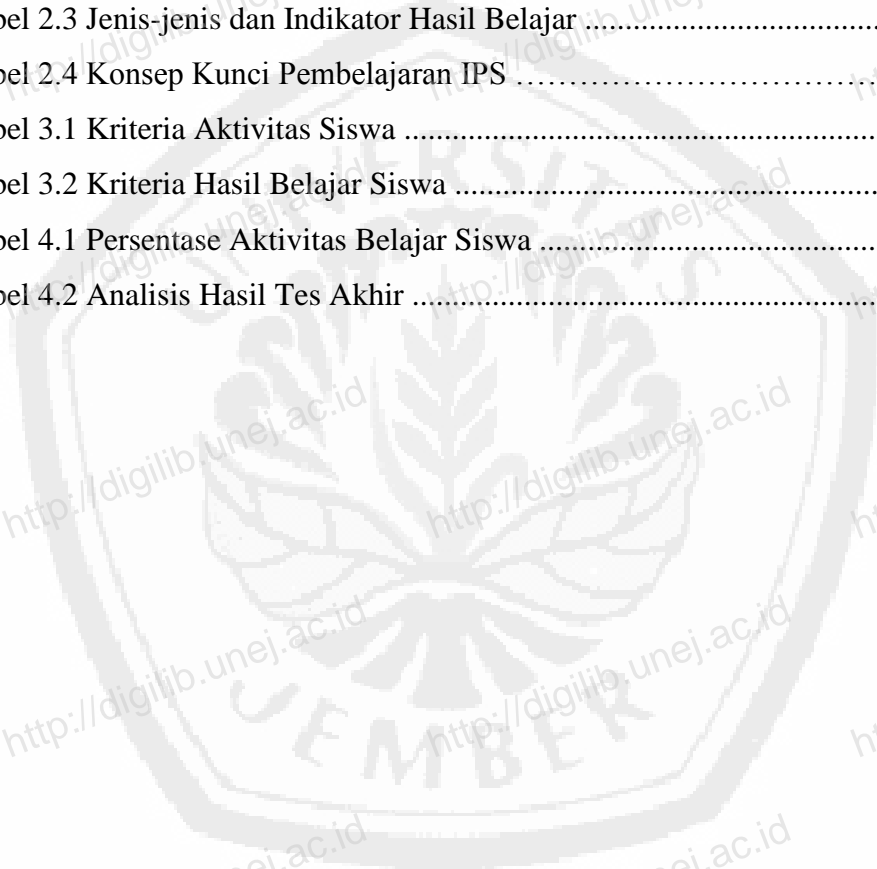 bel 2.3 Jenis-jenis dan Indikator Hasil Belajar ....................................................
bel 2.4 Konsep Kunci Pembelajaran IPS ……………………………………
bel 3.1 Kriteria Aktivitas Siswa ..........................................................................
bel 3.2 Kriteria Hasil Belajar Siswa ...................................................................
bel 4.1 Persentase Aktivitas Belajar Siswa .......................................................
bel 4.2 Analisis Hasil Tes Akhir ........................................................................
UNIVERSITAS
http://digilib.unej.ac.id
http://digilib.unej.ac.id
http://digilib.unej.ac.id
http://digilib.unej.ac.id
JEMBER